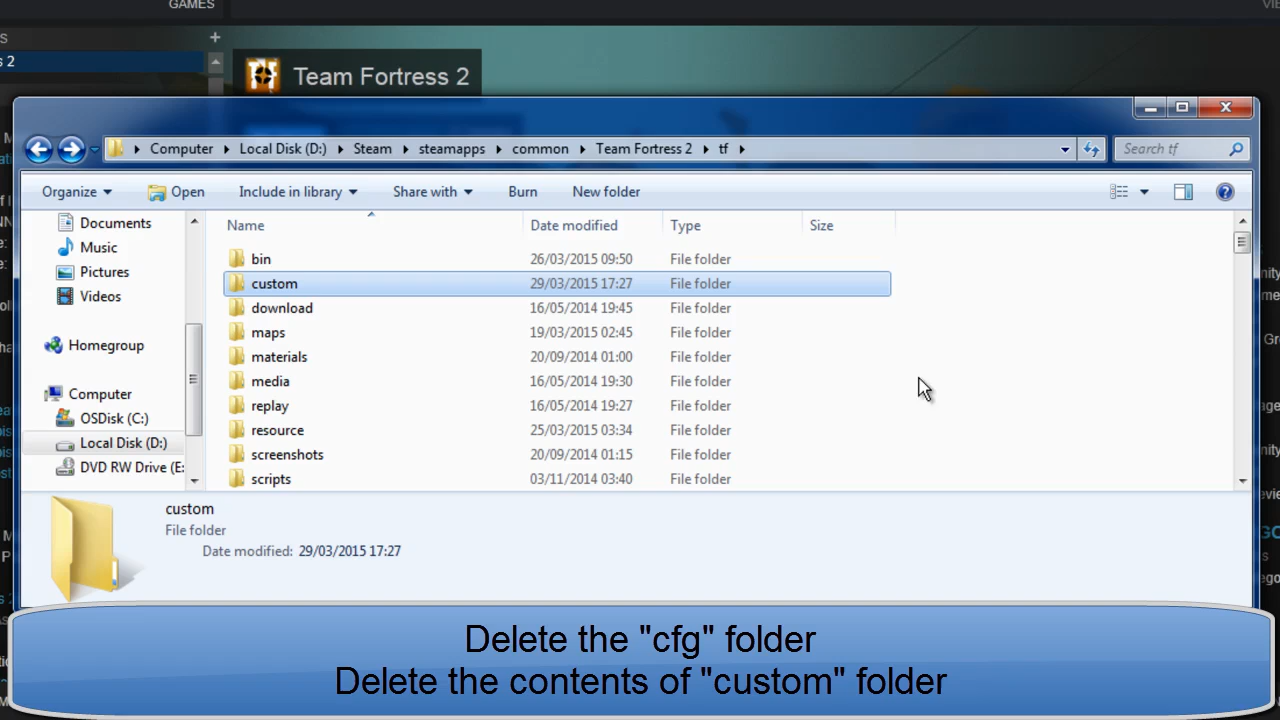 GAMES
VIE
S
+
s 2
Team Fortress 2
Computer
Local Disk (D:)
Steam
steamapps
common
Team Fortress 2
tf
Search tf
Organize
Open
Include in library
Share with
Burn
New folder
Documents
Music
Pictures
Videos
Homegroup
Computer
OSDisk (C:)
Local Disk (D:)
DVD RW Drive (E:
Name
Date modified
Type
Size
bin 26/03/2015 09:50 File folder
custom 29/03/2015 17:27 File folder
download 16/05/2014 19:45 File folder
maps 19/03/2015 02:45 File folder
materials 20/09/2014 01:00 File folder
media 16/05/2014 19:30 File folder
replay 16/05/2014 19:27 File folder
resource 25/03/2015 03:34 File folder
screenshots 20/09/2014 01:15 File folder
scripts 03/11/2014 03:40 File folder
custom
File folder
Date modified: 29/03/2015 17:27
Delete the "cfg" folder
Delete the contents of "custom" folder